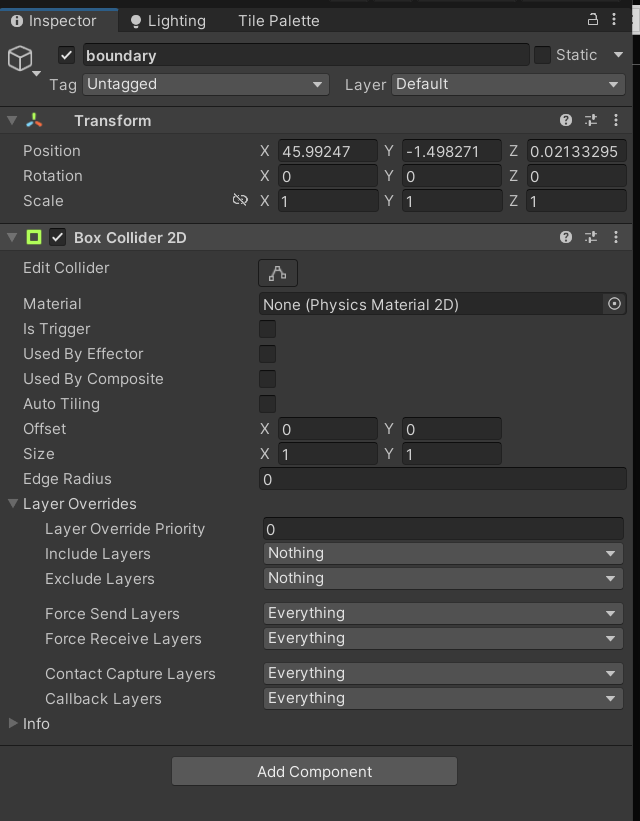 Inspector Lighting Tile Palette
boundary Static
Tag Untagged Layer Default
Transform
Position X 45.99247 Y -1.498271 Z 0.02133295
Rotation X 0 Y 0 Z 0
Scale X 1 Y 1 Z 1
Box Collider 2D
Edit Collider
Material None (Physics Material 2D)
Is Trigger
Used By Effector
Used By Composite
Auto Tiling
Offset X 0 Y 0
Size X 1 Y 1
Edge Radius 0
Layer Overrides
Layer Override Priority 0
Include Layers Nothing
Exclude Layers Nothing
Force Send Layers Everything
Force Receive Layers Everything
Contact Capture Layers Everything
Callback Layers Everything
Info
Add Component